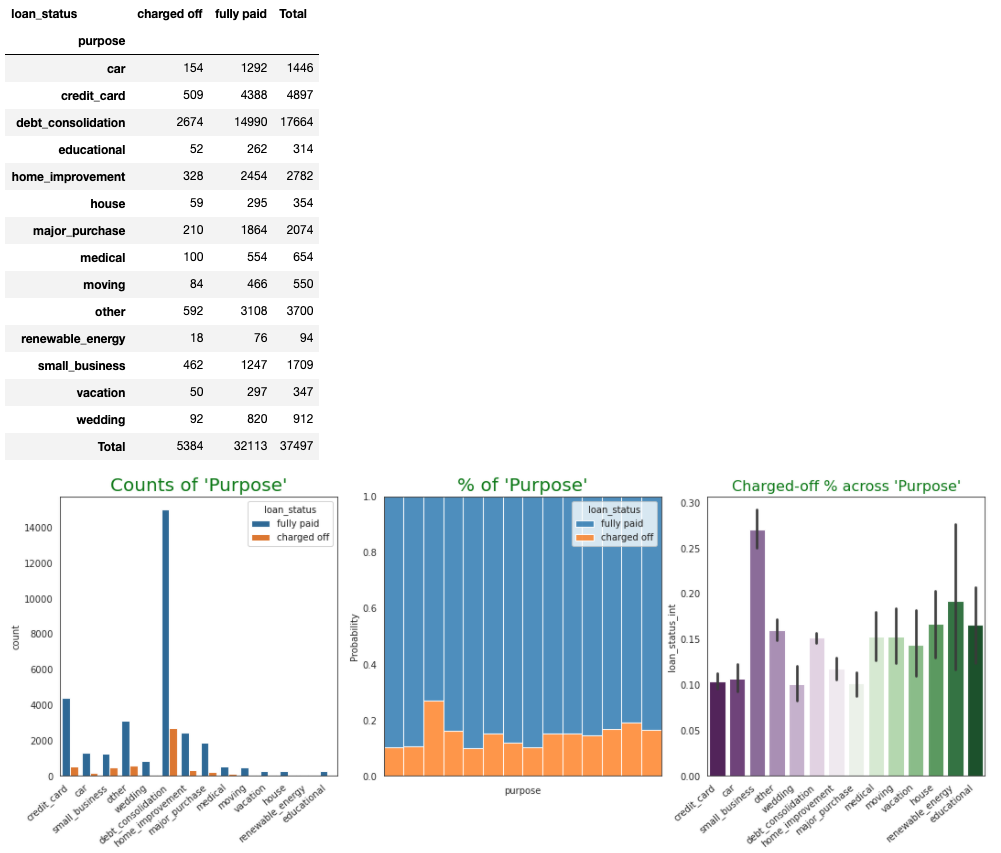 loan_status charged off fully paid Total
purpose
car 154 1292 1446
credit_card 509 4388 4897
debt_consolidation 2674 14990 17664
educational 52 262 314
home_improvement 328 2454 2782
house 59 295 354
major_purchase 210 1864 2074
medical 100 554 654
moving 84 466 550
other 592 3108 3700
renewable_energy 18 76 94
small_business 462 1247 1709
vacation 50 297 347
wedding 92 820 912
Total 5384 32113 37497
Counts of 'Purpose'
loan_status
fully paid
charged off
14000
12000
10000
8000
6000
4000
2000
0
count
credit_card
car
small_business
other
wedding
debt_consolidation
home_improvement
major_purchase
medical
moving
vacation
house
renewable_energy
educational
% of 'Purpose'
loan_status
fully paid
charged off
1.0
0.8
0.6
0.4
0.2
0.0
Probability
purpose
Charged-off % across 'Purpose'
0.30
0.25
0.20
0.15
0.10
0.05
0.00
loan_status_int
credit_card
car
small_business
other
wedding
debt_consolidation
home_improvement
major_purchase
medical
moving
vacation
house
renewable_energy
educational